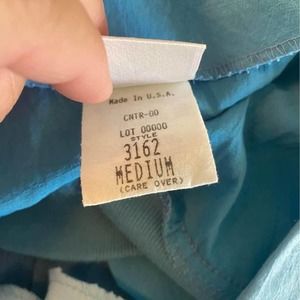 Made In U.S.A.
CNTR-00
LOT 00000
STYLE
3162
MEDIUM
(CARE OVER)